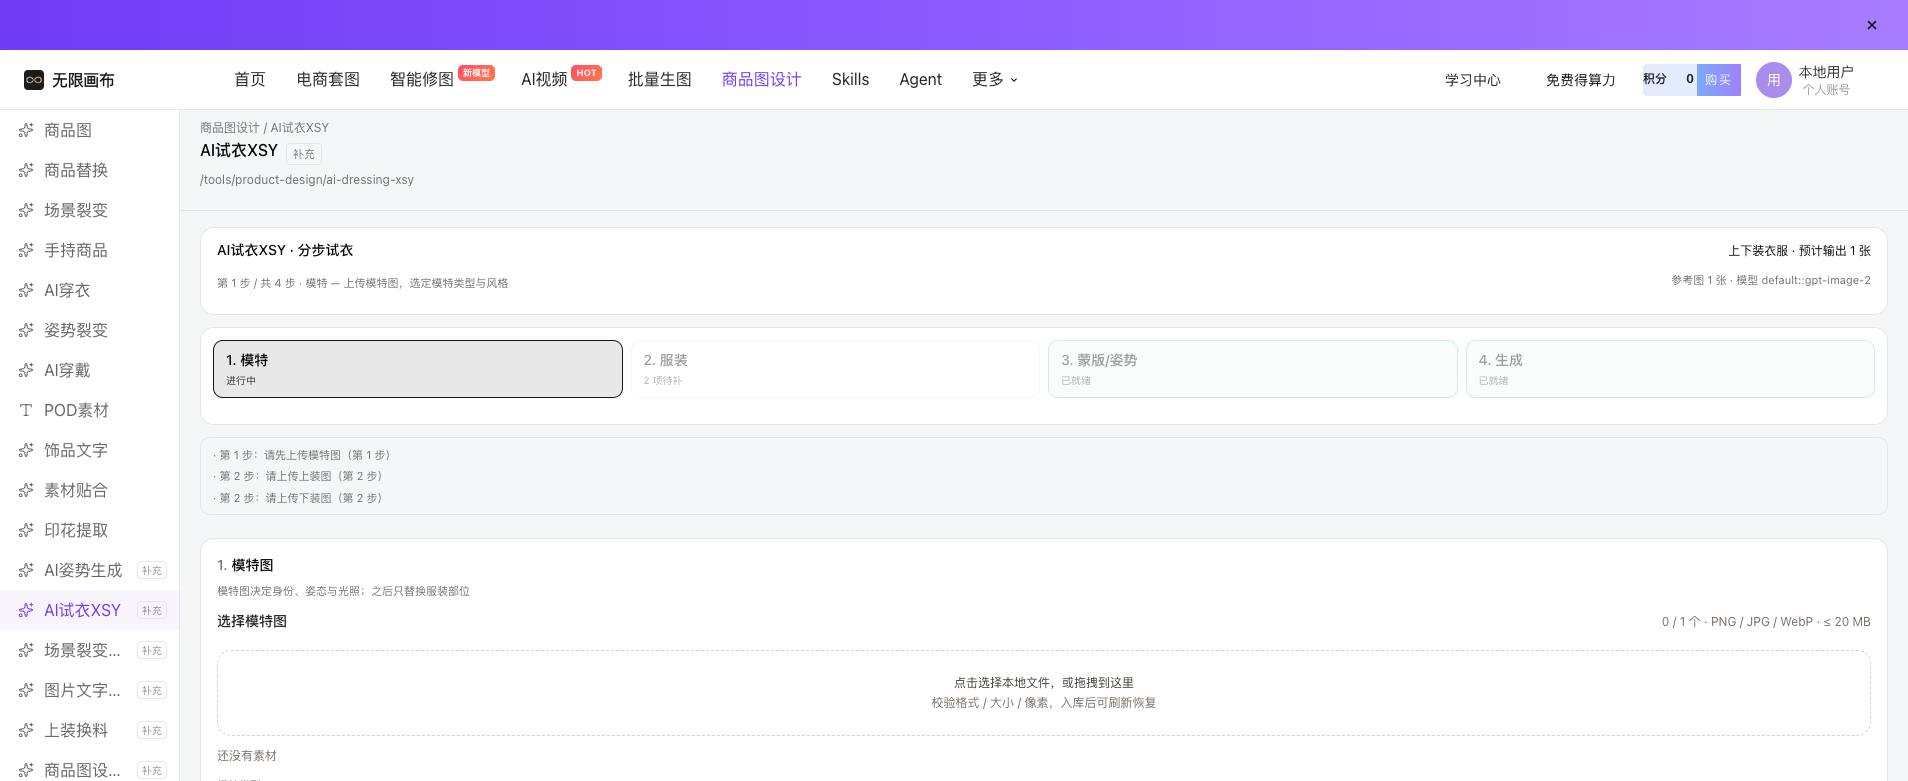 ×
无限画布
首页 电商套图 智能修图 新模型 AI视频 HOT 批量生图 商品图设计 Skills Agent 更多
学习中心 免费得算力 积分 0 购买 用 本地用户
个人账号
商品图
商品替换
场景裂变
手持商品
AI穿衣
姿势裂变
AI穿戴
POD素材
饰品文字
素材贴合
印花提取
AI姿势生成 补充
AI试衣XSY 补充
场景裂变... 补充
图片文字... 补充
上装换料 补充
商品图设... 补充
商品图设计 / AI试衣XSY
AI试衣XSY 补充
/tools/product-design/ai-dressing-xsy
AI试衣XSY · 分步试衣
第 1 步 / 共 4 步 · 模特 — 上传模特图，选定模特类型与风格
上下装衣服 · 预计输出 1 张
参考图 1 张 · 模型 default::gpt-image-2
1. 模特
进行中
2. 服装
2 项待补
3. 蒙版/姿势
已就绪
4. 生成
已就绪
· 第 1 步：请先上传模特图（第 1 步）
· 第 2 步：请上传上装图（第 2 步）
· 第 2 步：请上传下装图（第 2 步）
1. 模特图
模特图决定身份、姿态与光照；之后只替换服装部位
选择模特图
0 / 1 个 · PNG / JPG / WebP · ≤ 20 MB
点击选择本地文件，或拖拽到这里
校验格式 / 大小 / 像素，入库后可刷新恢复
还没有素材